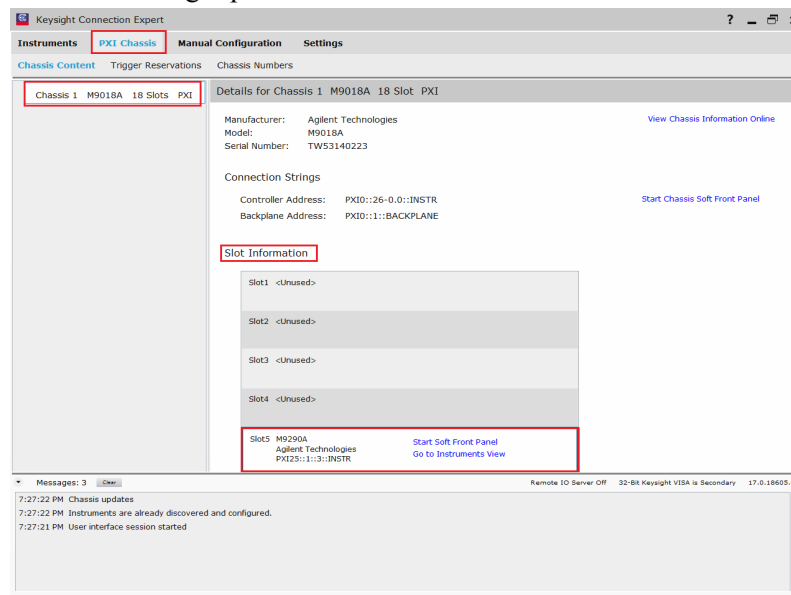 Keysight Connection Expert
Instruments PXI Chassis Manual Configuration Settings
Chassis Content Trigger Reservations Chassis Numbers
Chassis 1 M9018A 18 Slots PXI
Details for Chassis 1 M9018A 18 Slot PXI
Manufacturer: Agilent Technologies
View Chassis Information Online
Model: M9018A
Serial Number: TW53140223
Connection Strings
Controller Address: PXI0::26-0.0::INSTR
Start Chassis Soft Front Panel
Backplane Address: PXI0::1::BACKPLANE
Slot Information
Slot1 <Unused>
Slot2 <Unused>
Slot3 <Unused>
Slot4 <Unused>
Slot5 M9290A
Agilent Technologies
PXI25::1::3::INSTR
Start Soft Front Panel
Go to Instruments View
Messages: 3 Clear
Remote IO Server Off 32-Bit Keysight VISA is Secondary 17.0.18605.
7:27:22 PM Chassis updates
7:27:22 PM Instruments are already discovered and configured.
7:27:21 PM User interface session started